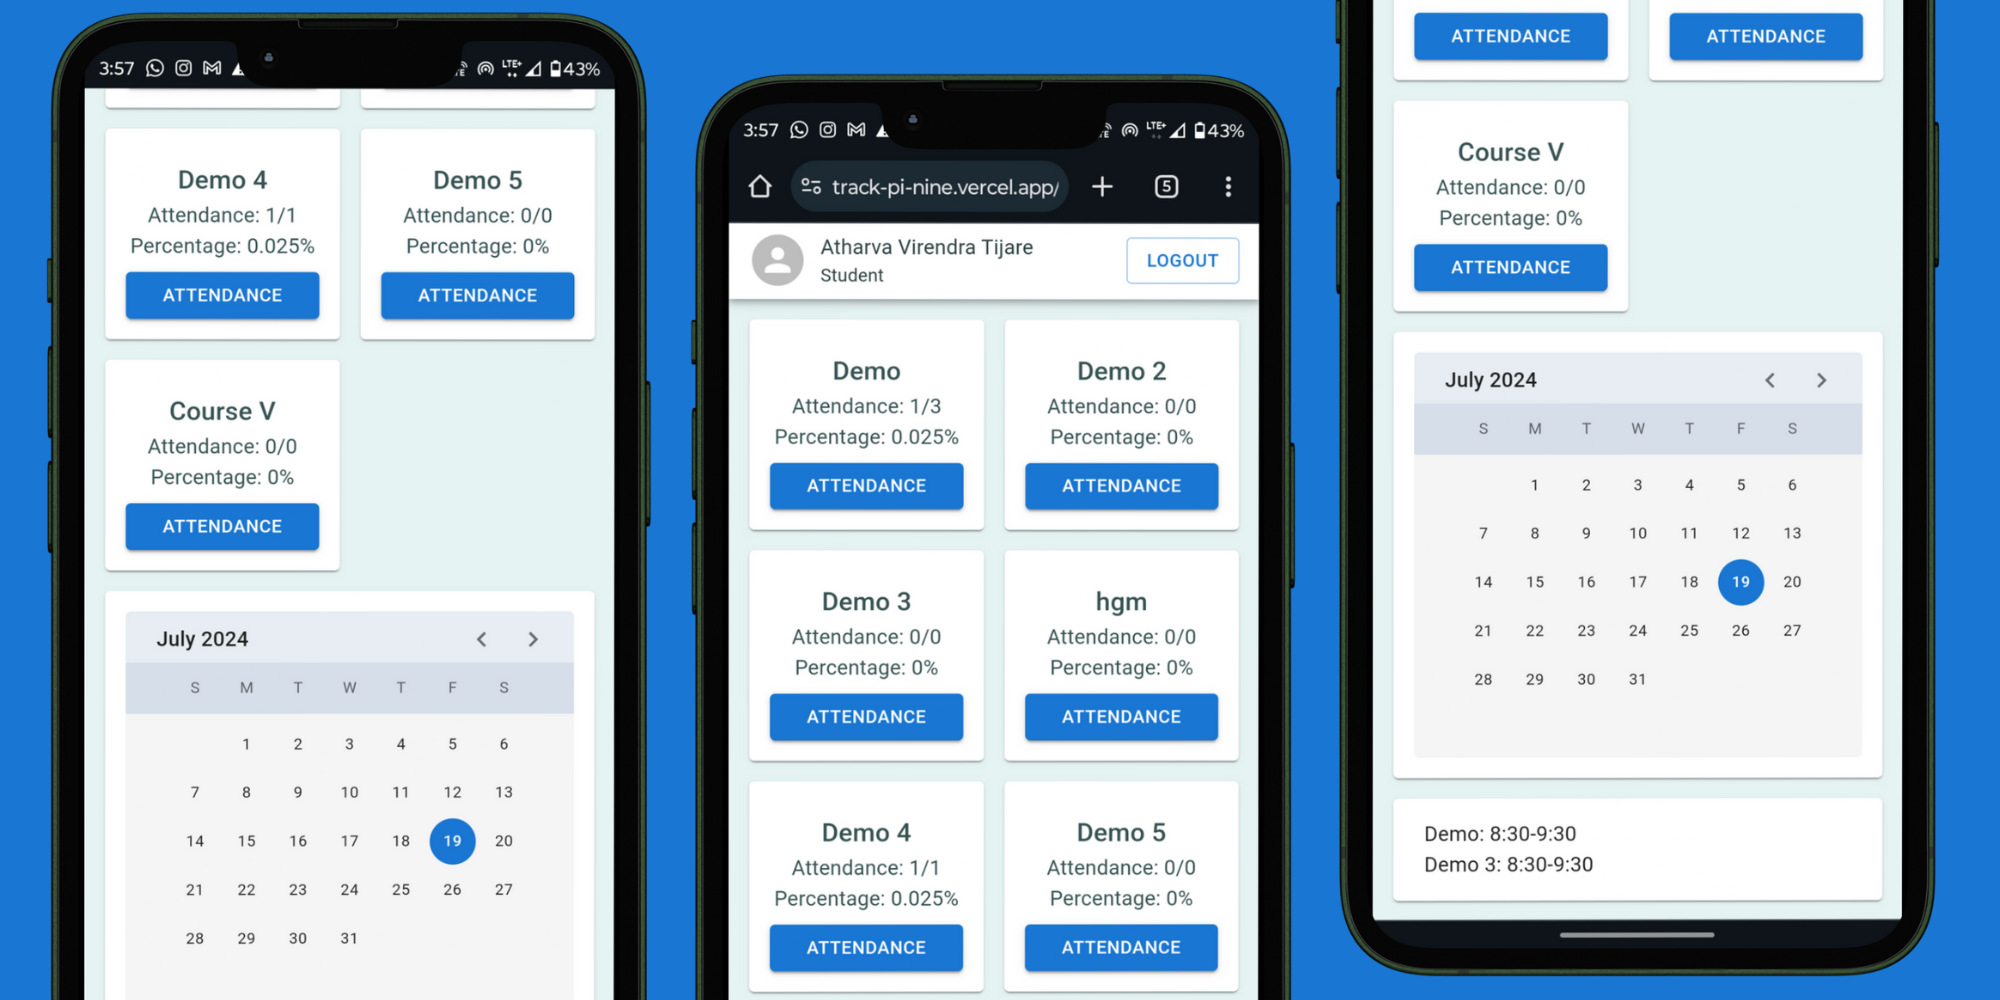 3:57 LTE+ 43%
Demo 4
Attendance: 1/1
Percentage: 0.025%
ATTENDANCE
Demo 5
Attendance: 0/0
Percentage: 0%
ATTENDANCE
Course V
Attendance: 0/0
Percentage: 0%
ATTENDANCE
July 2024
S M T W T F S
1 2 3 4 5 6
7 8 9 10 11 12 13
14 15 16 17 18 19 20
21 22 23 24 25 26 27
28 29 30 31
3:57 LTE+ 43%
track-pi-nine.vercel.app/ 5
Atharva Virendra Tijare
Student
LOGOUT
Demo
Attendance: 1/3
Percentage: 0.025%
ATTENDANCE
Demo 2
Attendance: 0/0
Percentage: 0%
ATTENDANCE
Demo 3
Attendance: 0/0
Percentage: 0%
ATTENDANCE
hgm
Attendance: 0/0
Percentage: 0%
ATTENDANCE
Demo 4
Attendance: 1/1
Percentage: 0.025%
ATTENDANCE
Demo 5
Attendance: 0/0
Percentage: 0%
ATTENDANCE
ATTENDANCE
ATTENDANCE
Course V
Attendance: 0/0
Percentage: 0%
ATTENDANCE
July 2024
S M T W T F S
1 2 3 4 5 6
7 8 9 10 11 12 13
14 15 16 17 18 19 20
21 22 23 24 25 26 27
28 29 30 31
Demo: 8:30-9:30
Demo 3: 8:30-9:30